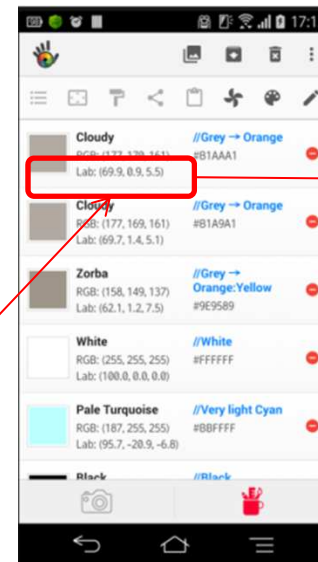 17:1
Cloudy //Grey → Orange
RGB: (177, 170, 161) #B1AAA1
Lab: (69.9, 0.9, 5.5)
Cloudy //Grey → Orange
RGB: (177, 169, 161) #B1A9A1
Lab: (69.7, 1.4, 5.1)
Zorba //Grey →
RGB: (158, 149, 137) Orange:Yellow
Lab: (62.1, 1.2, 7.5) #9E9589
White //White
RGB: (255, 255, 255) #FFFFFF
Lab: (100.0, 0.0, 0.0)
Pale Turquoise //Very light Cyan
RGB: (187, 255, 255) #BBFFFF
Lab: (95.7, -20.9, -6.8)
Black //Black